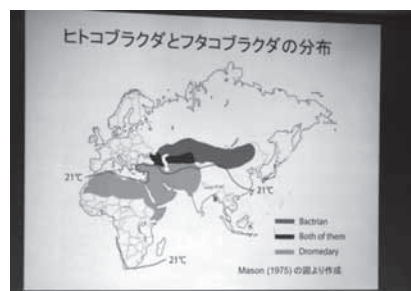 ヒトコブラクダとフタコブラクダの分布
21℃
21℃
21℃
Bactrian
Both of them
Dromedary
Mason (1975) の図より作成